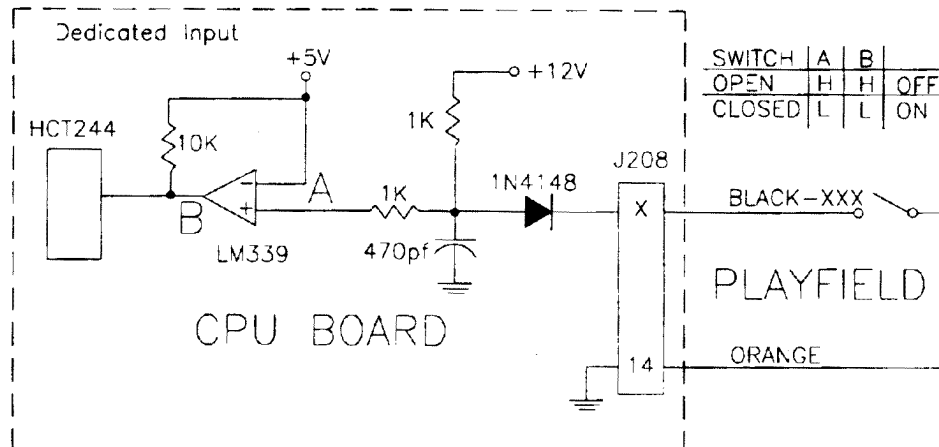 Dedicated Input
+5V
+12V
SWITCH A B
OPEN H H OFF
CLOSED L L ON
HCT244
10K
1K
J208
- A 1K 1N4148 X BLACK-XXX
B +
LM339 470pf
PLAYFIELD
CPU BOARD
14 ORANGE